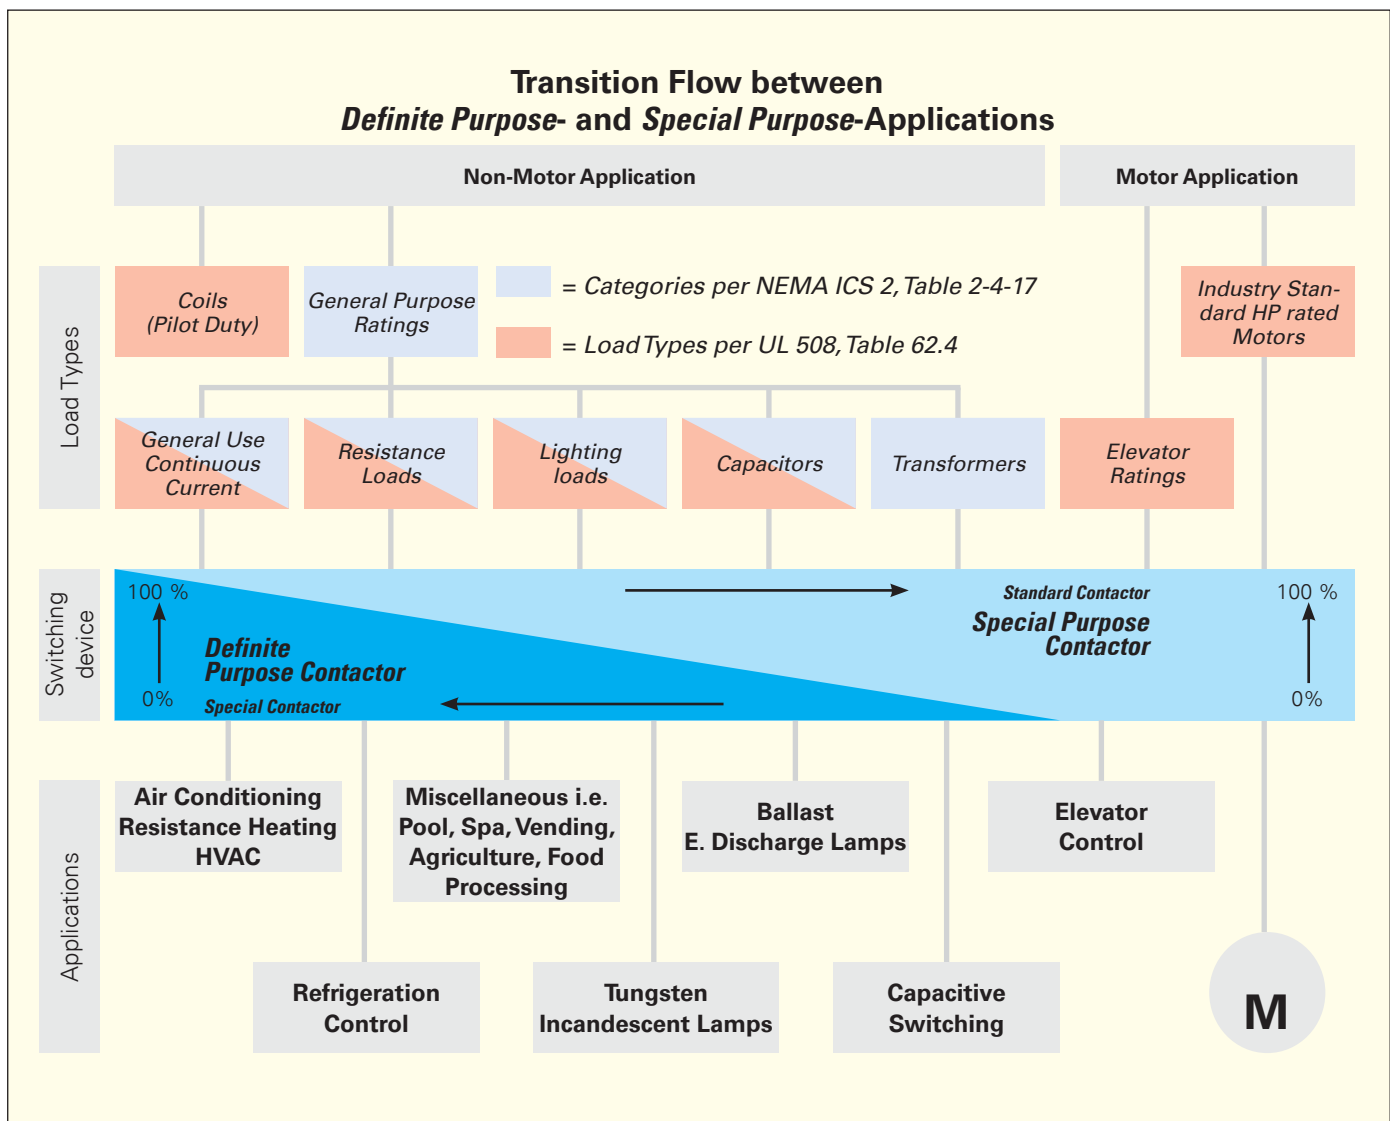 Transition Flow between
Definite Purpose- and Special Purpose-Applications
Non-Motor Application
Motor Application
Load Types
Coils
(Pilot Duty)
General Purpose
Ratings
= Categories per NEMA ICS 2, Table 2-4-17
= Load Types per UL 508, Table 62.4
Industry Stan-
dard HP rated
Motors
General Use
Continuous
Current
Resistance
Loads
Lighting
loads
Capacitors
Transformers
Elevator
Ratings
Switching
device
100 %
0%
Definite
Purpose Contactor
Special Contactor
Standard Contactor
Special Purpose
Contactor
100 %
0%
Applications
Air Conditioning
Resistance Heating
HVAC
Miscellaneous i.e.
Pool, Spa, Vending,
Agriculture, Food
Processing
Ballast
E. Discharge Lamps
Elevator
Control
Refrigeration
Control
Tungsten
Incandescent Lamps
Capacitive
Switching
M